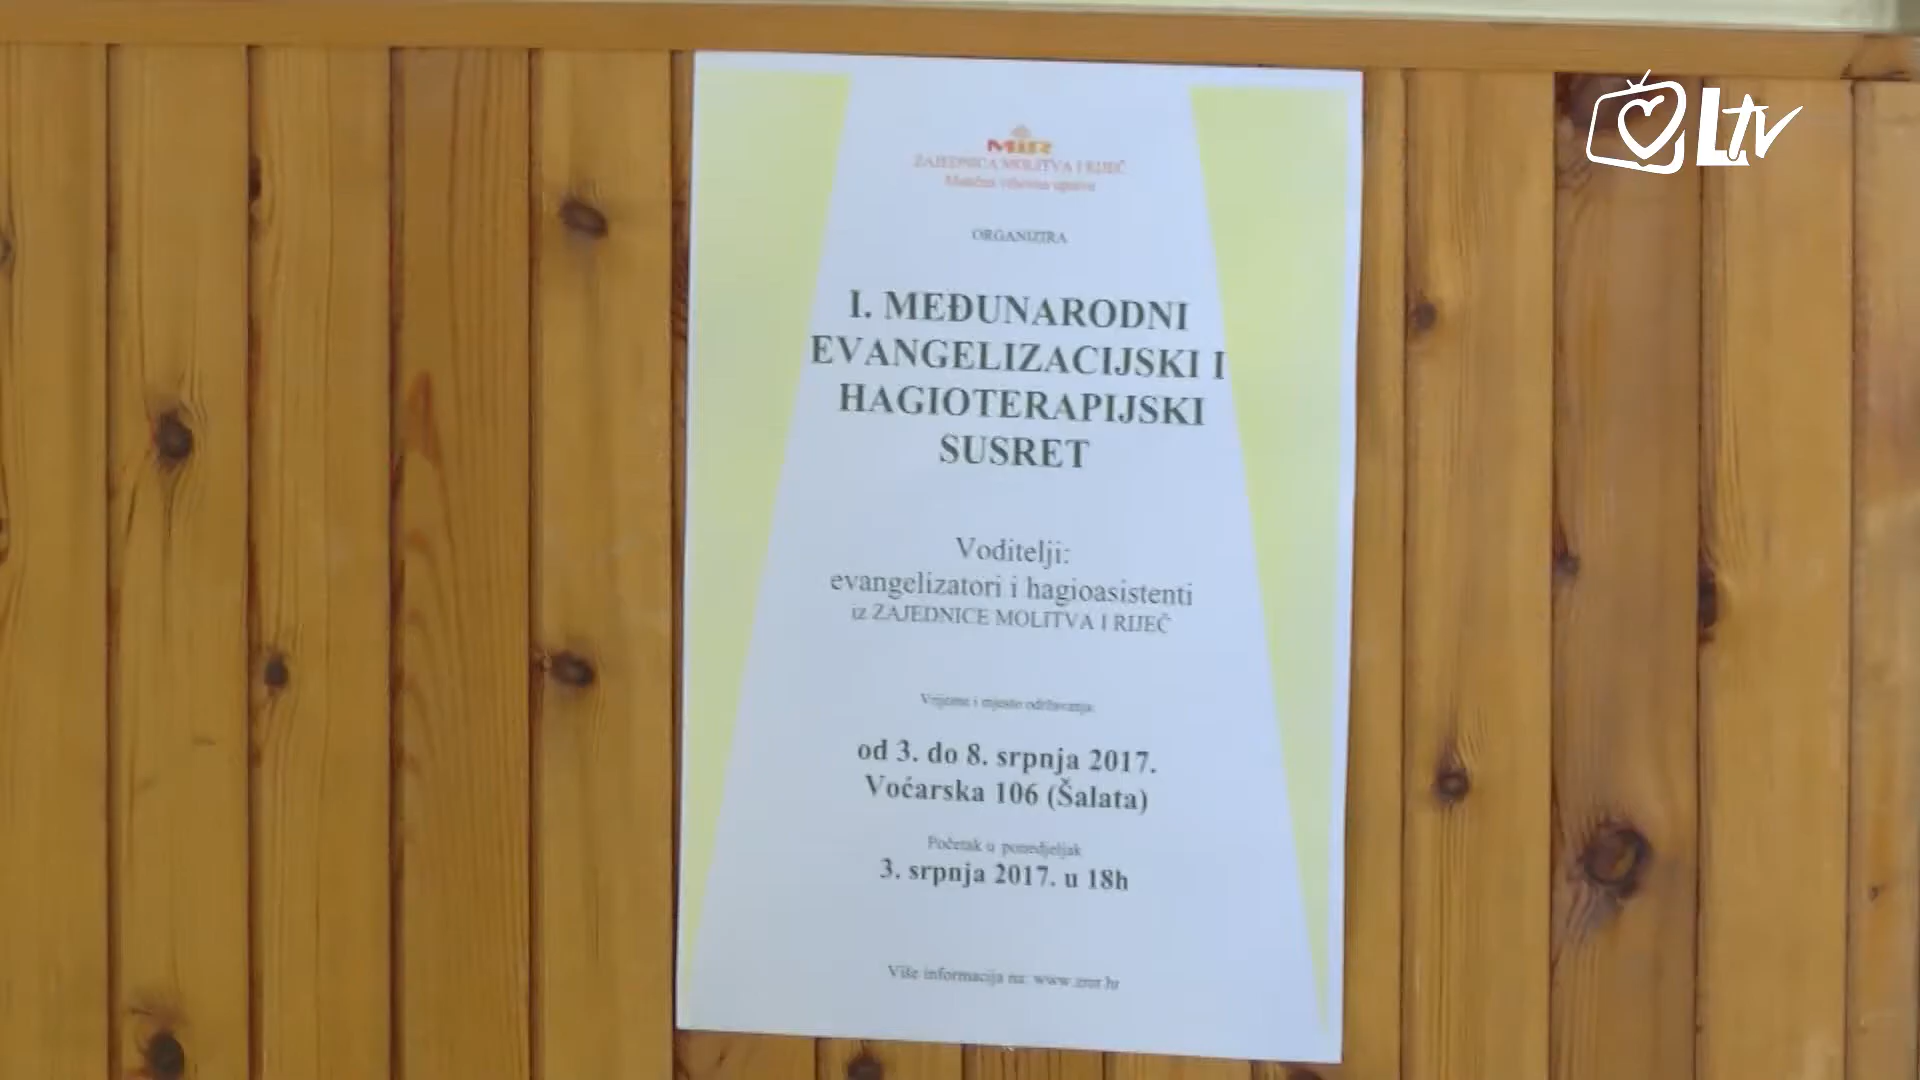 LTV
MiR
ZAJEDNICA MOLITVA I RIJEČ
ORGANIZIRA
I. MEĐUNARODNI
EVANGELIZACIJSKI I
HAGIOTERAPIJSKI
SUSRET
Voditelji:
evangelizatori i hagioasistenti
iz ZAJEDNICE MOLITVA I RIJEČ
Vrijeme i mjesto održavanja:
od 3. do 8. srpnja 2017.
Voćarska 106 (Šalata)
Početak u ponedjeljak
3. srpnja 2017. u 18h
Više informacija na: www.zmr.hr